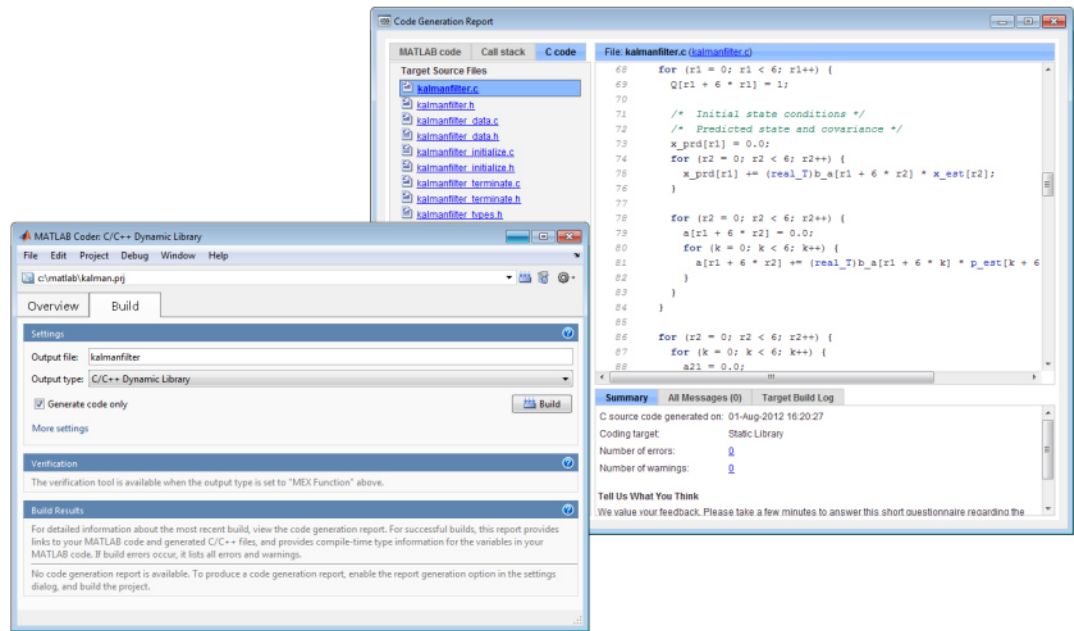 Code Generation Report
MATLAB code Call stack C code
Target Source Files
kalmanfilter.c
kalmanfilter.h
kalmanfilter_data.c
kalmanfilter_data.h
kalmanfilter_initialize.c
kalmanfilter_initialize.h
kalmanfilter_terminate.c
kalmanfilter_terminate.h
kalmanfilter_types.h
File: kalmanfilter.c (kalmanfilter.c)
68 for (r1 = 0; r1 < 6; r1++) {
69 Q[r1 + 6 * r1] = 1;
70
71 /* Initial state conditions */
72 /* Predicted state and covariance */
73 x_prd[r1] = 0.0;
74 for (r2 = 0; r2 < 6; r2++) {
75 x_prd[r1] += (real_T)b_a[r1 + 6 * r2] * x_est[r2];
76 }
77
78 for (r2 = 0; r2 < 6; r2++) {
79 a[r1 + 6 * r2] = 0.0;
80 for (k = 0; k < 6; k++) {
81 a[r1 + 6 * r2] += (real_T)b_a[r1 + 6 * k] * p_est[k + 6
82 }
83 }
84 }
85
86 for (r2 = 0; r2 < 6; r2++) {
87 for (k = 0; k < 6; k++) {
88 a21 = 0.0;
Summary All Messages (0) Target Build Log
C source code generated on: 01-Aug-2012 16:20:27
Coding target: Static Library
Number of errors: 0
Number of warnings: 0
Tell Us What You Think
We value your feedback. Please take a few minutes to answer this short questionnaire regarding the
MATLAB Coder: C/C++ Dynamic Library
File Edit Project Debug Window Help
c:\matlab\kalman.prj
Overview Build
Settings
Output file: kalmanfilter
Output type: C/C++ Dynamic Library
Generate code only
Build
More settings
Verification
The verification tool is available when the output type is set to "MEX Function" above.
Build Results
For detailed information about the most recent build, view the code generation report. For successful builds, this report provides
links to your MATLAB code and generated C/C++ files, and provides compile-time type information for the variables in your
MATLAB code. If build errors occur, it lists all errors and warnings.
No code generation report is available. To produce a code generation report, enable the report generation option in the settings
dialog, and build the project.